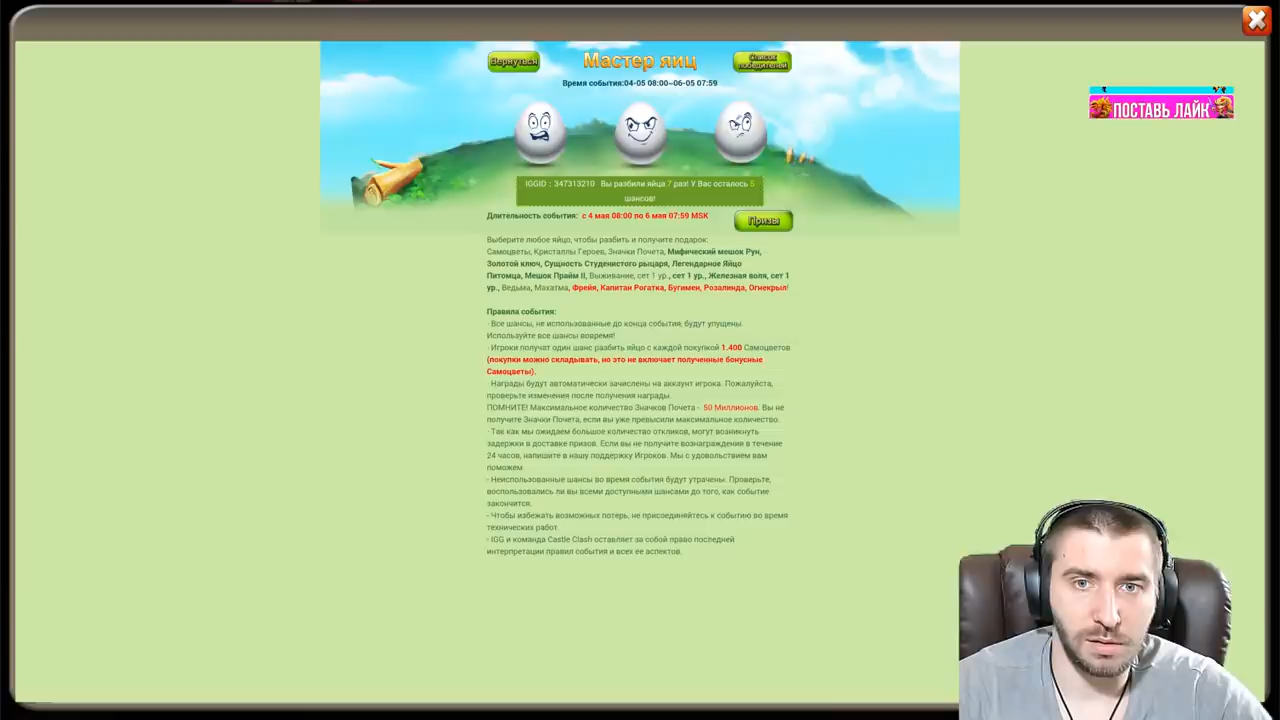 Вернуться
Мастер яиц
Список победителей
Время события:04-05 08:00~06-05 07:59
ПОСТАВЬ ЛАЙК
IGGID : 347313210 Вы разбили яйца 7 раз! У Вас осталось 5
шансов!
Длительность события: с 4 мая 08:00 по 6 мая 07:59 MSK
Призы
Выберите любое яйцо, чтобы разбить и получите подарок:
Самоцветы, Кристаллы Героев, Значки Почета, Мифический мешок Рун,
Золотой ключ, Сущность Студенистого рыцаря, Легендарное Яйцо
Питомца, Мешок Прайм II, Выживание, сет 1 ур., сет 1 ур., Железная воля, сет 1
ур., Ведьма, Махатма, Фрейя, Капитан Рогатка, Бугимен, Розалинда, Огнекрыл!
Правила события:
· Все шансы, не использованные до конца события, будут упущены.
Используйте все шансы вовремя!
· Игроки получат один шанс разбить яйцо с каждой покупкой 1,400 Самоцветов
(покупки можно складывать, но это не включает полученные бонусные
Самоцветы).
· Награды будут автоматически зачислены на аккаунт игрока. Пожалуйста,
проверьте изменения после получения награды.
ПОМНИТЕ! Максимальное количество Значков Почета - 50 Миллионов. Вы не
получите Значки Почета, если вы уже превысили максимальное количество.
· Так как мы ожидаем большое количество откликов, могут возникнуть
задержки в доставке призов. Если вы не получите вознаграждения в течение
24 часов, напишите в нашу поддержку Игроков. Мы с удовольствием вам
поможем
- Неиспользованные шансы во время события будут утрачены. Проверьте,
воспользовались ли вы всеми доступными шансами до того, как событие
закончится.
- Чтобы избежать возможных потерь, не присоединяйтесь к событию во время
технических работ.
- IGG и команда Castle Clash оставляет за собой право последней
интерпретации правил события и всех ее аспектов.